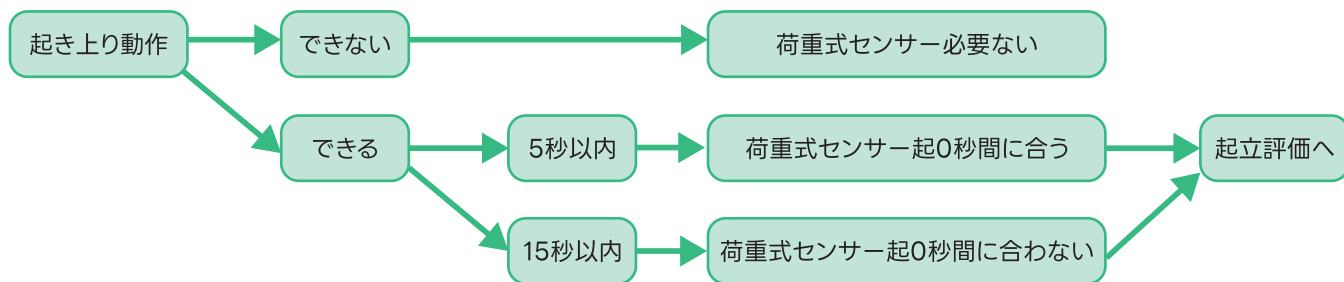 起き上り動作
できない
荷重式センサー必要ない
できる
5秒以内
荷重式センサー起0秒間に合う
起立評価へ
15秒以内
荷重式センサー起0秒間に合わない